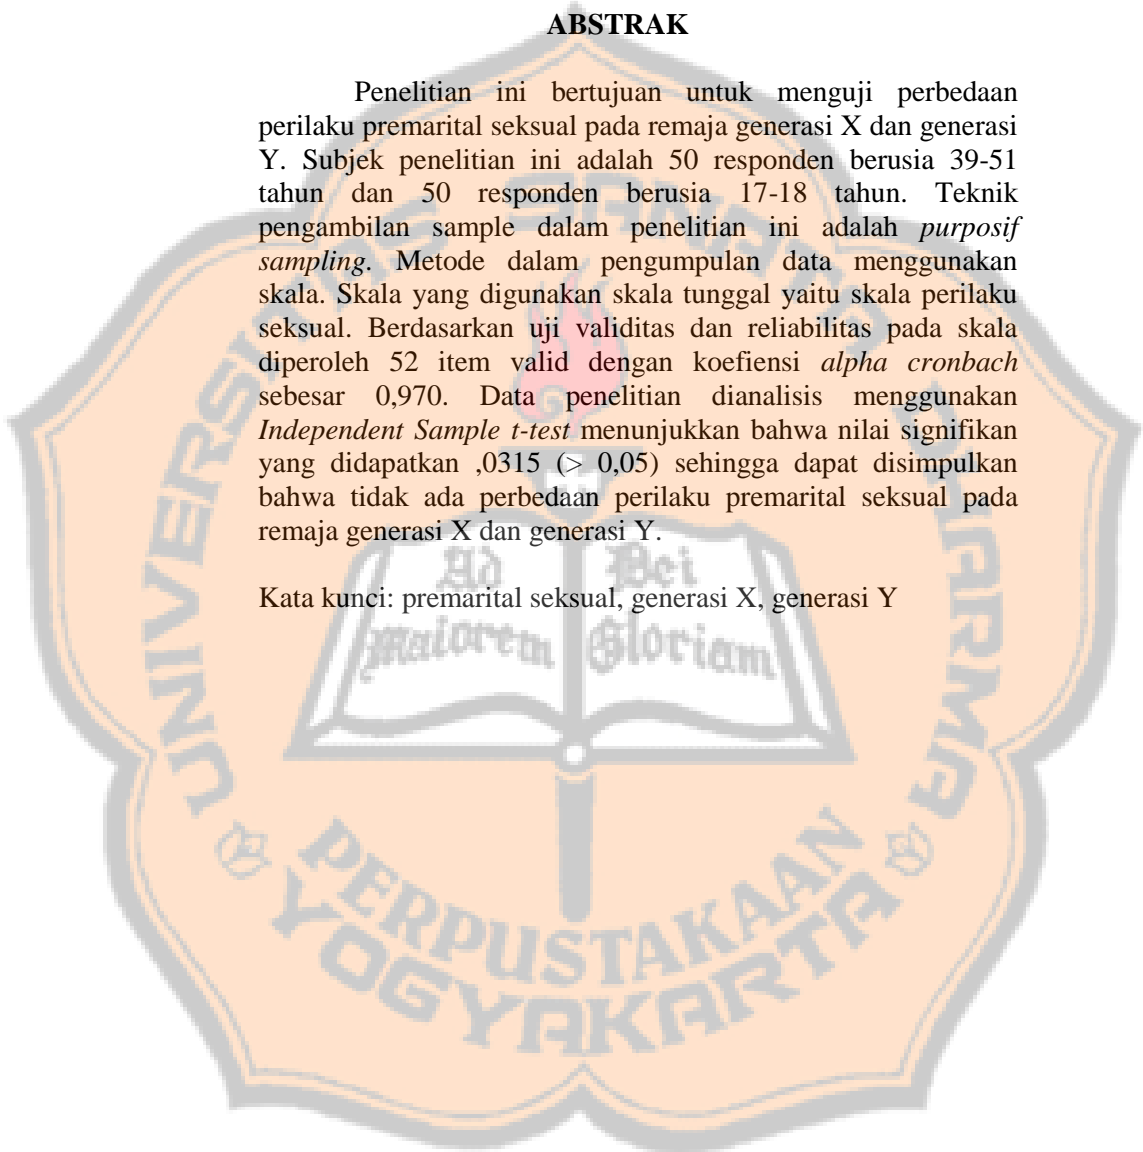 ABSTRAK
Penelitian ini bertujuan untuk menguji perbedaan
perilaku premarital seksual pada remaja generasi X dan generasi
Y. Subjek penelitian ini adalah 50 responden berusia 39-51
tahun dan 50 responden berusia 17-18 tahun. Teknik
pengambilan sample dalam penelitian ini adalah purposif
sampling. Metode dalam pengumpulan data menggunakan
skala. Skala yang digunakan skala tunggal yaitu skala perilaku
seksual. Berdasarkan uji validitas dan reliabilitas pada skala
diperoleh 52 item valid dengan koefiensi alpha cronbach
sebesar 0,970. Data penelitian dianalisis menggunakan
Independent Sample t-test menunjukkan bahwa nilai signifikan
yang didapatkan ,0315 (> 0,05) sehingga dapat disimpulkan
bahwa tidak ada perbedaan perilaku premarital seksual pada
remaja generasi X dan generasi Y.
Kata kunci: premarital seksual, generasi X, generasi Y
UNIVERSITAS SANATA DHARMA
Ad Dei
maiorem Gloriam
PERPUSTAKAAN
YOGYAKARTA